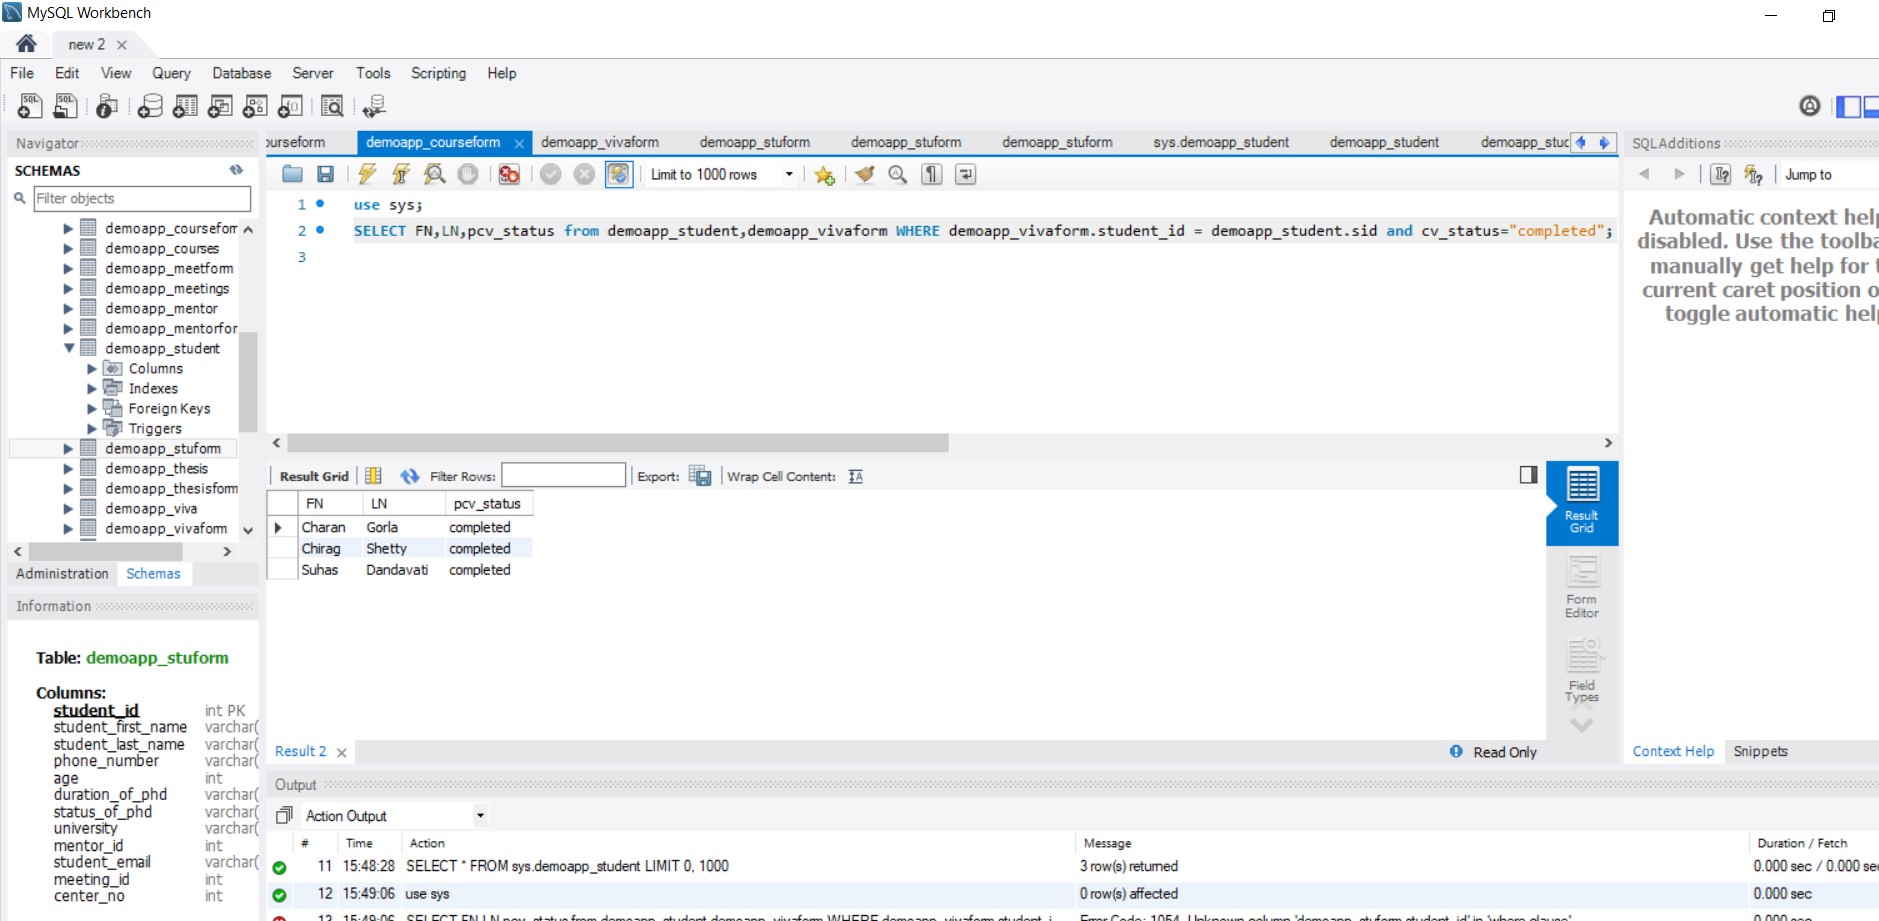 MySQL Workbench
new 2
File Edit View Query Database Server Tools Scripting Help
Navigator
SCHEMAS
Filter objects
demoapp_coursefor
demoapp_courses
demoapp_meetform
demoapp_meetings
demoapp_mentor
demoapp_mentorfor
demoapp_student
Columns
Indexes
Foreign Keys
Triggers
demoapp_stuform
demoapp_thesis
demoapp_thesisform
demoapp_viva
demoapp_vivaform
Administration Schemas
Information
Table: demoapp_stuform
Columns:
student_id int PK
student_first_name varchar(
student_last_name varchar(
phone_number varchar(
age int
duration_of_phd varchar(
status_of_phd varchar(
university varchar(
mentor_id int
student_email varchar(
meeting_id int
center_no int
urseform demoapp_courseform demoapp_vivaform demoapp_stuform demoapp_stuform demoapp_stuform sys.demoapp_student demoapp_student demoapp_stuc
Limit to 1000 rows
1 use sys;
2 SELECT FN,LN,pcv_status from demoapp_student,demoapp_vivaform WHERE demoapp_vivaform.student_id = demoapp_student.sid and cv_status="completed";
3
Result Grid Filter Rows: Export: Wrap Cell Content:
FN LN pcv_status
Charan Gorla completed
Chirag Shetty completed
Suhas Dandavati completed
Result Grid
Form Editor
Field Types
Result 2 Read Only
SQLAdditions
Jump to
Automatic context help
disabled. Use the toolba
manually get help for t
current caret position o
toggle automatic hel
Context Help Snippets
Output
Action Output
# Time Action Message Duration / Fetch
11 15:48:28 SELECT * FROM sys.demoapp_student LIMIT 0, 1000 3 row(s) returned 0.000 sec / 0.000 sec
12 15:49:06 use sys 0 row(s) affected 0.000 sec
13 15:49:06 SELECT FN,LN,pcv_status from demoapp_student,demoapp_vivaform WHERE demoapp_vivaform.student_i... Error Code: 1054. Unknown column 'demoapp_stuform.student_id' in 'where clause' 0.000 sec